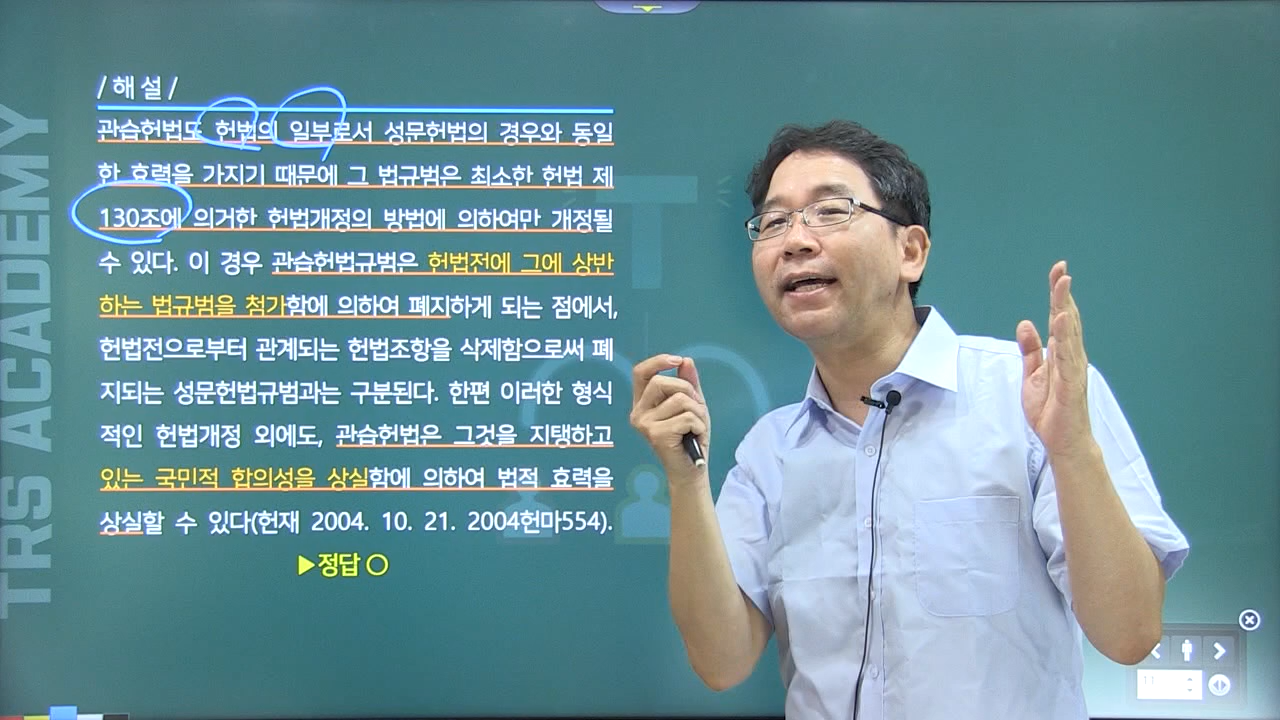 / 해 설 /
관습헌법도 헌법의 일부로서 성문헌법의 경우와 동일
한 효력을 가지기 때문에 그 법규범은 최소한 헌법 제
130조에 의거한 헌법개정의 방법에 의하여만 개정될
수 있다. 이 경우 관습헌법규범은 헌법전에 그에 상반
하는 법규범을 첨가함에 의하여 폐지하게 되는 점에서,
헌법전으로부터 관계되는 헌법조항을 삭제함으로써 폐
지되는 성문헌법규범과는 구분된다. 한편 이러한 형식
적인 헌법개정 외에도, 관습헌법은 그것을 지탱하고
있는 국민적 합의성을 상실함에 의하여 법적 효력을
상실할 수 있다(헌재 2004. 10. 21. 2004헌마554).
▶정답 ○
TRS ACADEMY
11